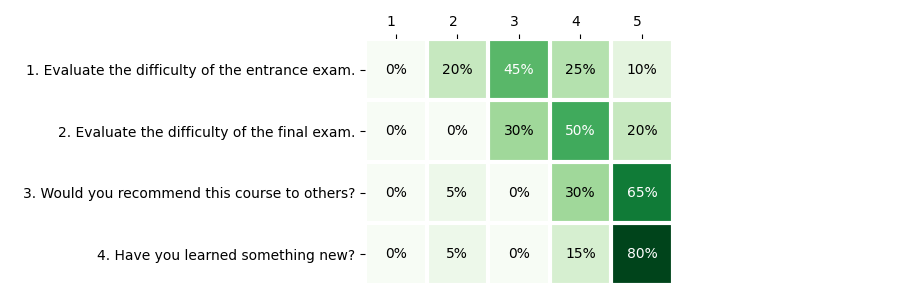 1 2 3 4 5
1. Evaluate the difficulty of the entrance exam. 0% 20% 45% 25% 10%
2. Evaluate the difficulty of the final exam. 0% 0% 30% 50% 20%
3. Would you recommend this course to others? 0% 5% 0% 30% 65%
4. Have you learned something new? 0% 5% 0% 15% 80%